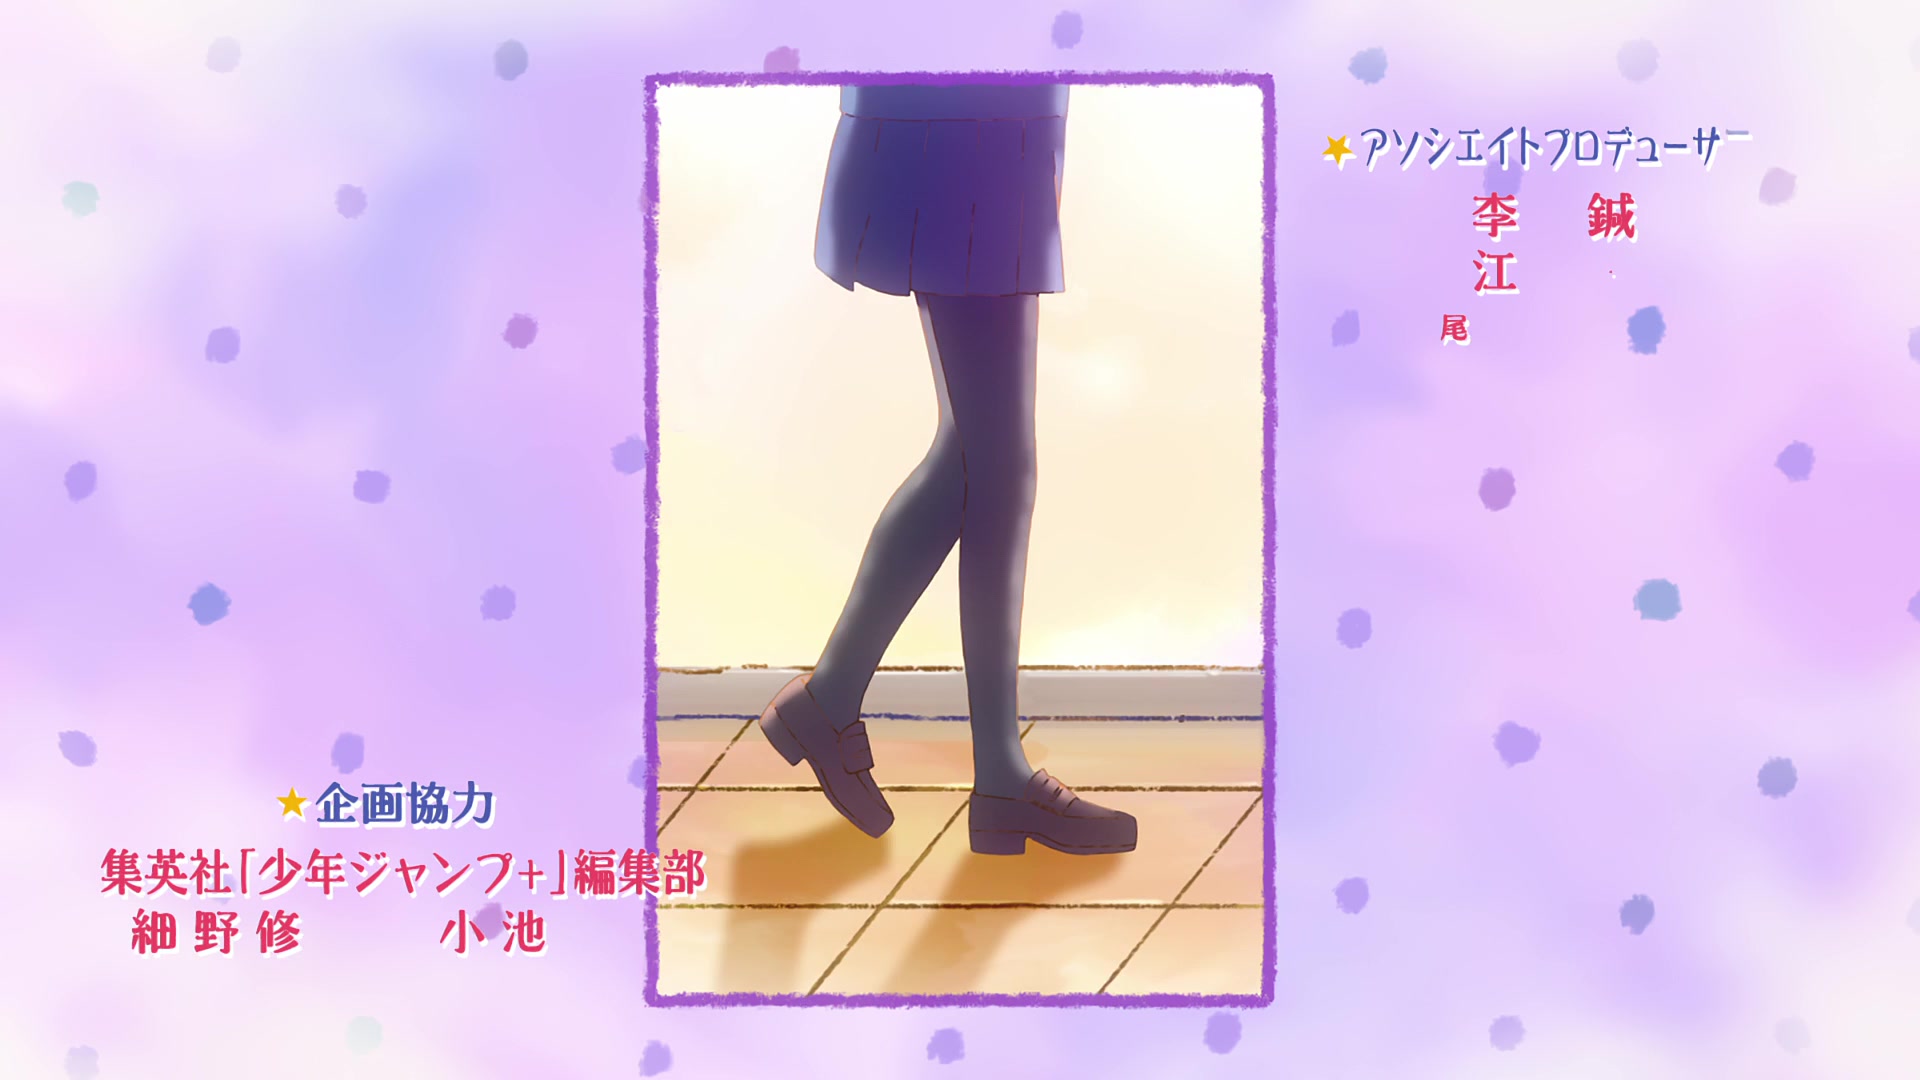 ★企画協力
集英社「少年ジャンプ+」編集部
細野修 小池
★アソシエイトプロデューサー
李 鍼
江
尾